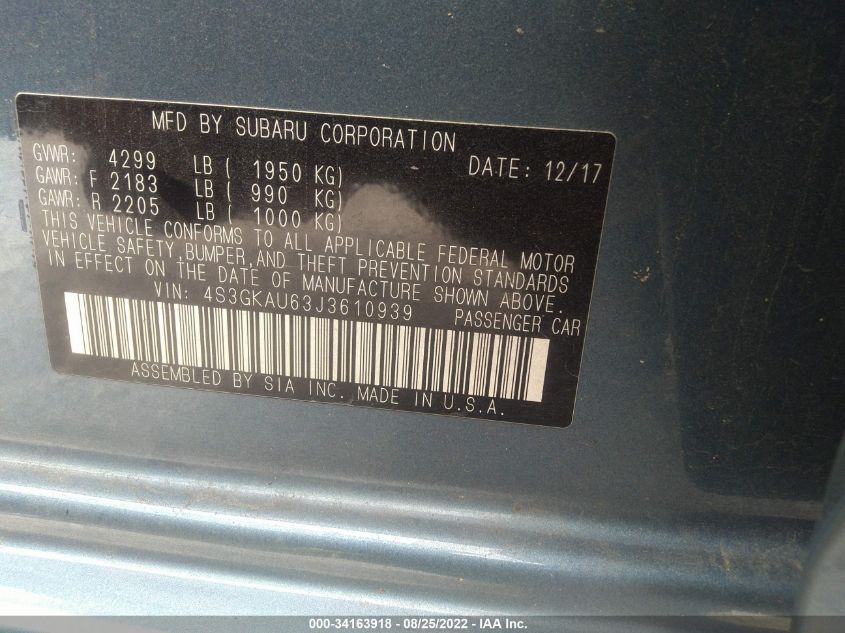 MFD BY SUBARU CORPORATION
GVWR: 4299 LB ( 1950 KG) DATE: 12/17
GAWR: F 2183 LB ( 990 KG)
GAWR: R 2205 LB ( 1000 KG)
THIS VEHICLE CONFORMS TO ALL APPLICABLE FEDERAL MOTOR
VEHICLE SAFETY,BUMPER,AND THEFT PREVENTION STANDARDS
IN EFFECT ON THE DATE OF MANUFACTURE SHOWN ABOVE.
VIN: 4S3GKAU63J3610939 PASSENGER CAR
ASSEMBLED BY SIA INC. MADE IN U.S.A.
000-34163918 - 08/25/2022 - IAA Inc.